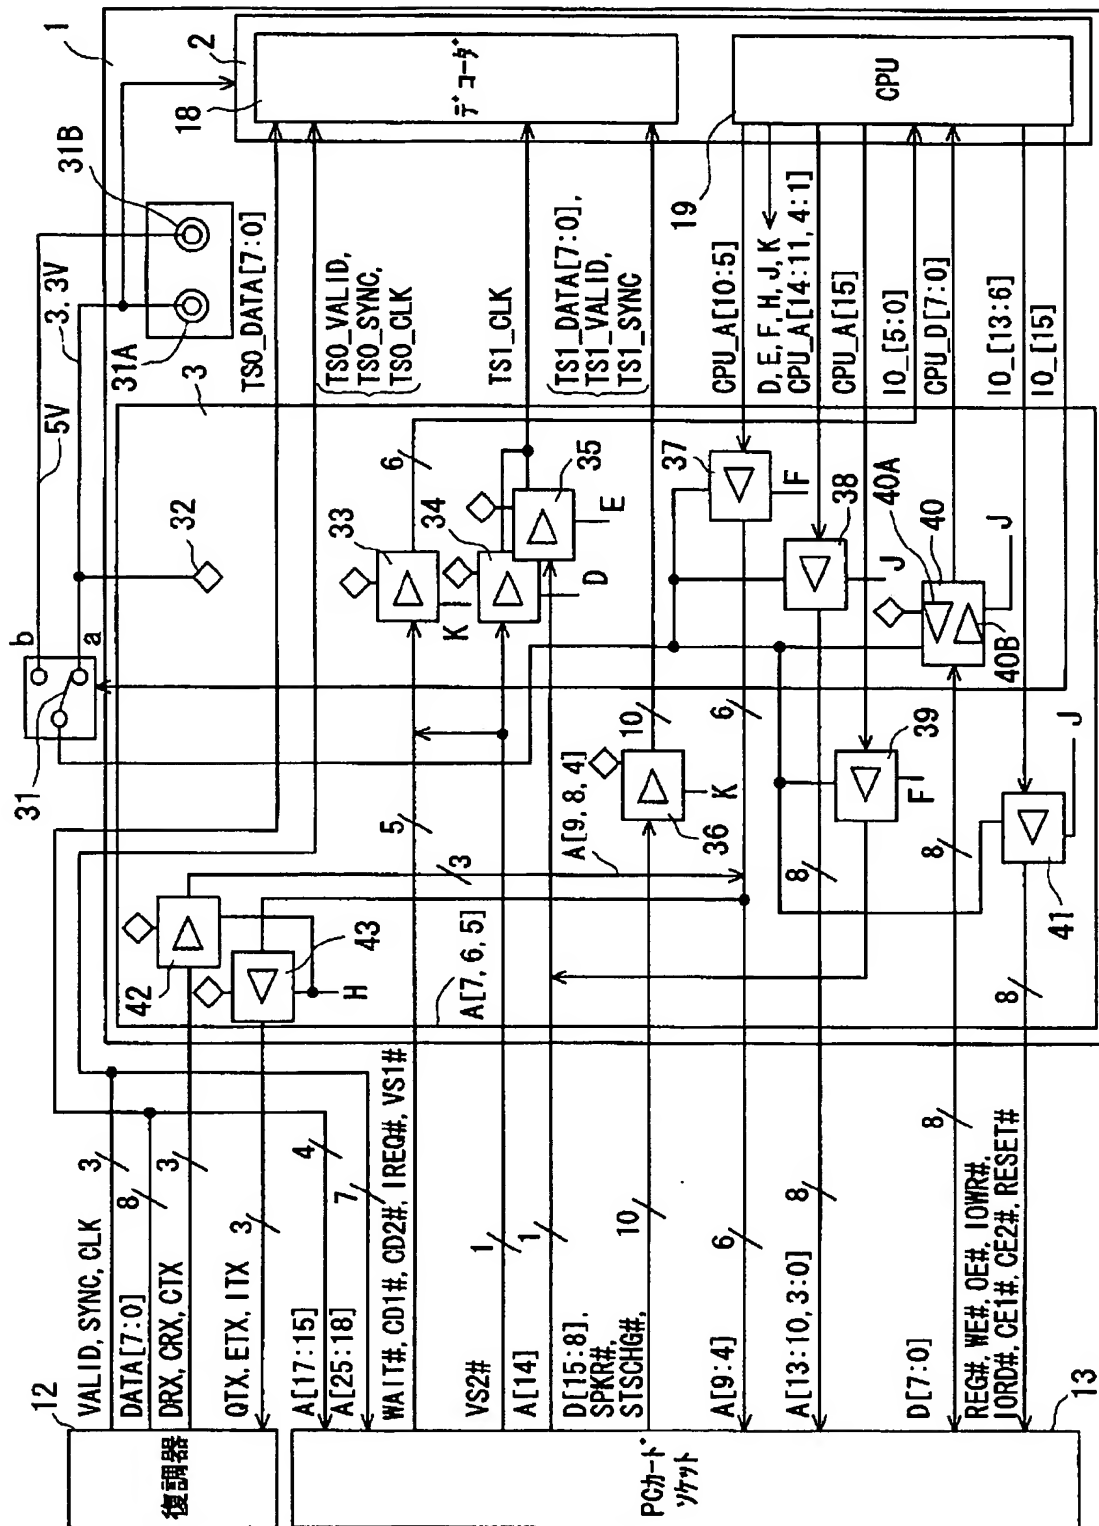 12
復調器
VALID, SYNC, CLK
DATA[7:0]
DRX, CRX, CTX
QTX, ETX, ITX
A[17:15]
A[25:18]
WAIT#, CD1#, CD2#, IREQ#, VS1#
VS2#
A[14]
D[15:8],
SPKR#,
STSCHG#,
A[9:4]
A[13:10, 3:0]
D[7:0]
REG#, WE#, OE#, IOWR#,
IORD#, CE1#, CE2#, RESET#
13
PCカード
ソケット
3
8
3
3
4
7
1
1
10
6
8
8
8
42
43
H
A[7, 6, 5]
5
3
A[9, 8, 4]
10
6
8
8
36
K
39
F
41
J
31
b
a
5V
3.3V
32
33
K
34
D
35
E
6
37
F
38
J
40A
40
40B
J
31A
31B
3
TS0_DATA[7:0]
TS0_VALID,
TS0_SYNC,
TS0_CLK
TS1_CLK
TS1_DATA[7:0],
TS1_VALID,
TS1_SYNC
CPU_A[10:5]
D, E, F, H, J, K
CPU_A[14:11, 4:1]
CPU_A[15]
IO_[5:0]
CPU_D[7:0]
IO_[13:6]
IO_[15]
1
2
18
デコーダ
19
CPU